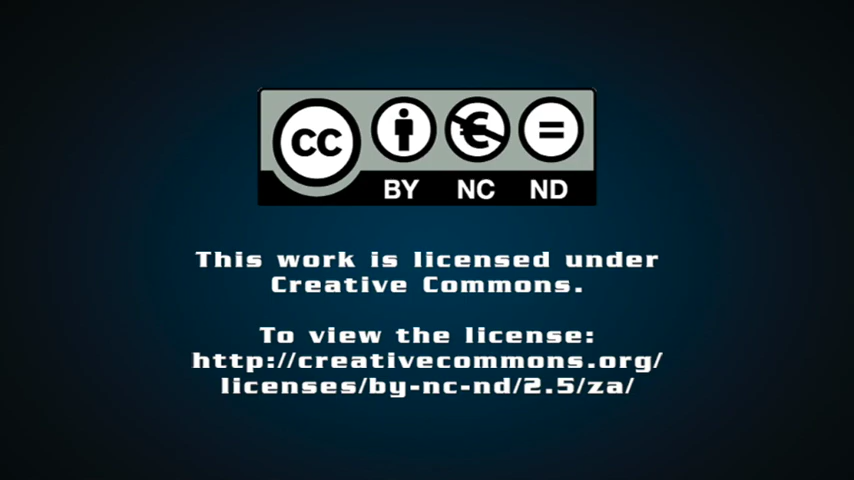 CC
BY NC ND
This work is licensed under
Creative Commons.
To view the license:
http://creativecommons.org/
licenses/by-nc-nd/2.5/za/